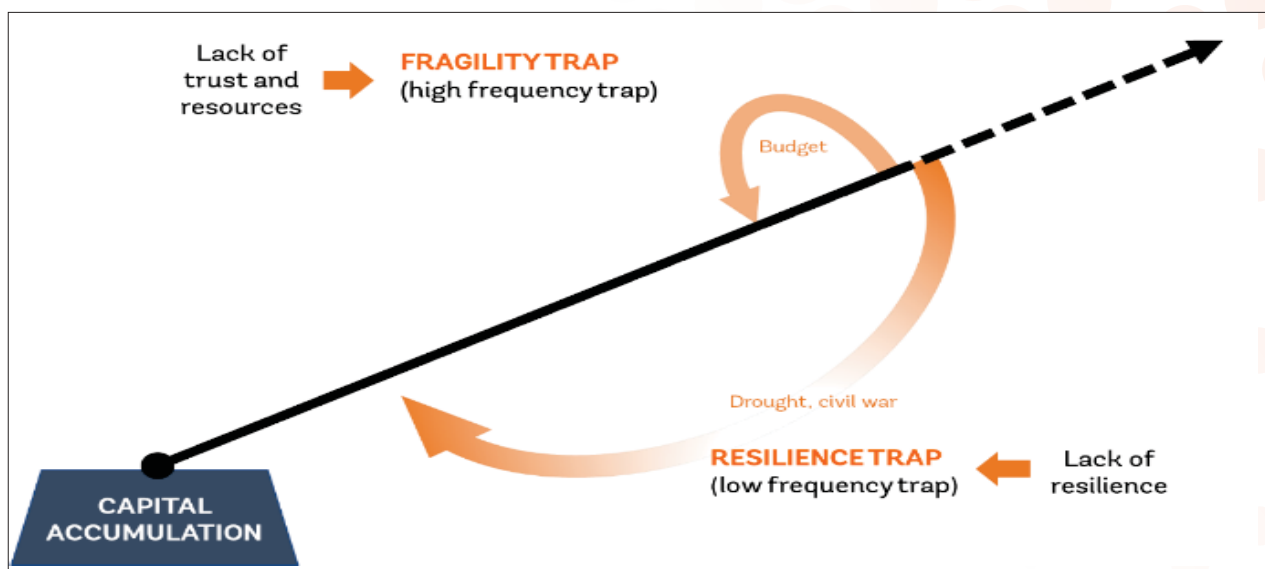 Lack of
trust and
resources
FRAGILITY TRAP
(high frequency trap)
Budget
Drought, civil war
RESILIENCE TRAP
(low frequency trap)
Lack of
resilience
CAPITAL
ACCUMULATION